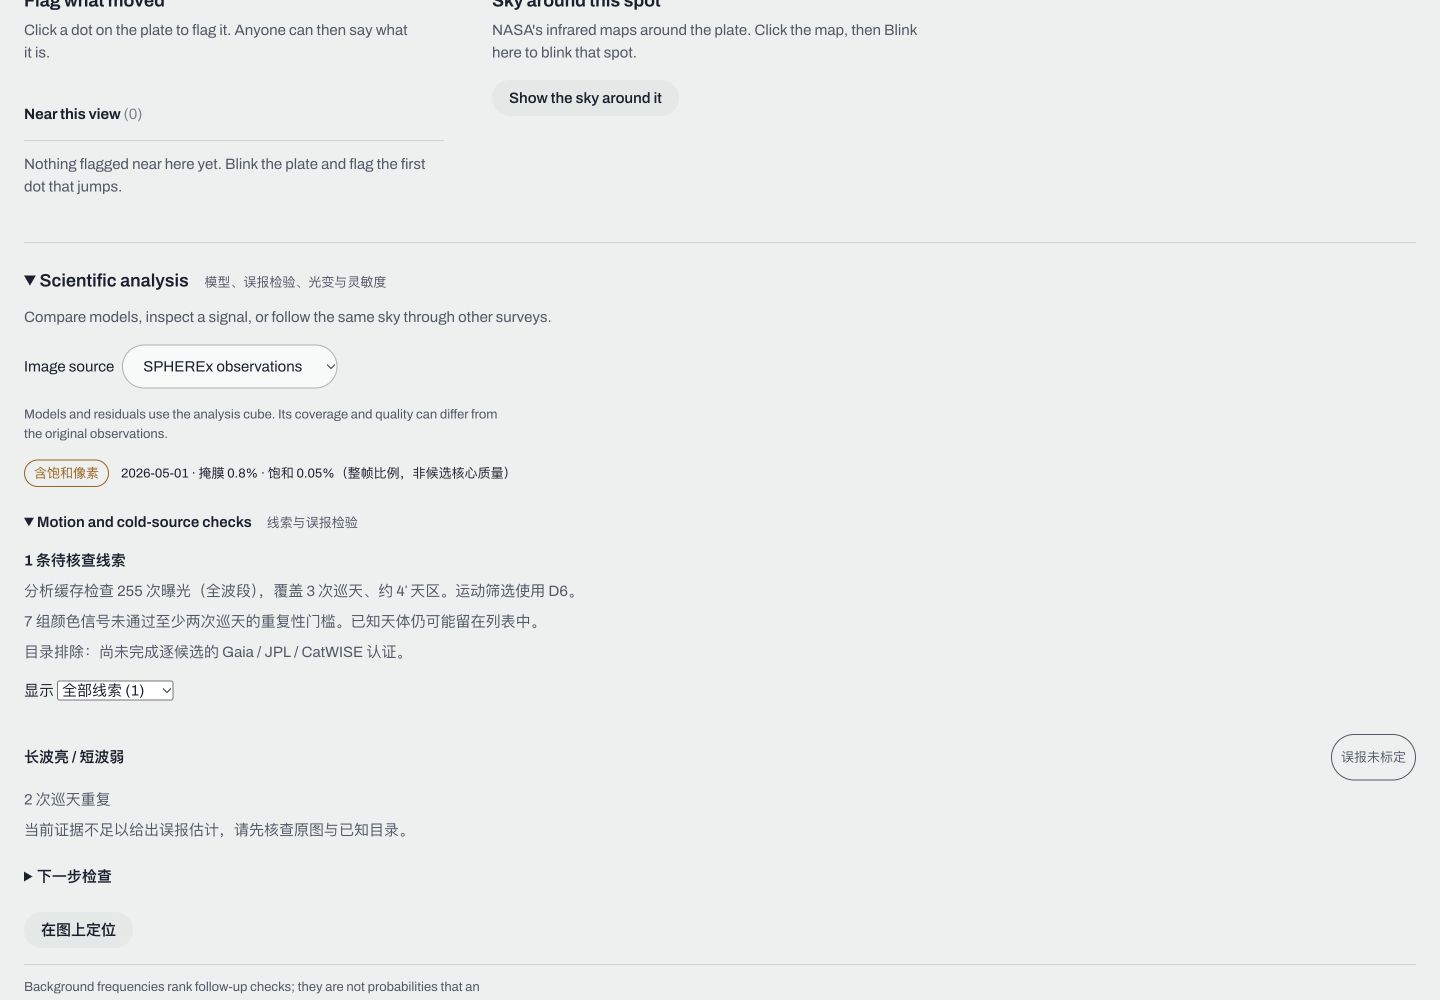 Flag what moved
Click a dot on the plate to flag it. Anyone can then say what
it is.
Near this view (0)
Nothing flagged near here yet. Blink the plate and flag the first
dot that jumps.
Sky around this spot
NASA's infrared maps around the plate. Click the map, then Blink
here to blink that spot.
Show the sky around it
▼ Scientific analysis 模型、误报检验、光变与灵敏度
Compare models, inspect a signal, or follow the same sky through other surveys.
Image source SPHEREx observations
Models and residuals use the analysis cube. Its coverage and quality can differ from
the original observations.
含饱和像素 2026-05-01 · 掩膜 0.8% · 饱和 0.05%（整帧比例，非候选核心质量）
▼ Motion and cold-source checks 线索与误报检验
1 条待核查线索
分析缓存检查 255 次曝光（全波段），覆盖 3 次巡天、约 4′ 天区。运动筛选使用 D6。
7 组颜色信号未通过至少两次巡天的重复性门槛。已知天体仍可能留在列表中。
目录排除：尚未完成逐候选的 Gaia / JPL / CatWISE 认证。
显示 全部线索 (1)
长波亮 / 短波弱 误报未标定
2 次巡天重复
当前证据不足以给出误报估计，请先核查原图与已知目录。
▶ 下一步检查
在图上定位
Background frequencies rank follow-up checks; they are not probabilities that an